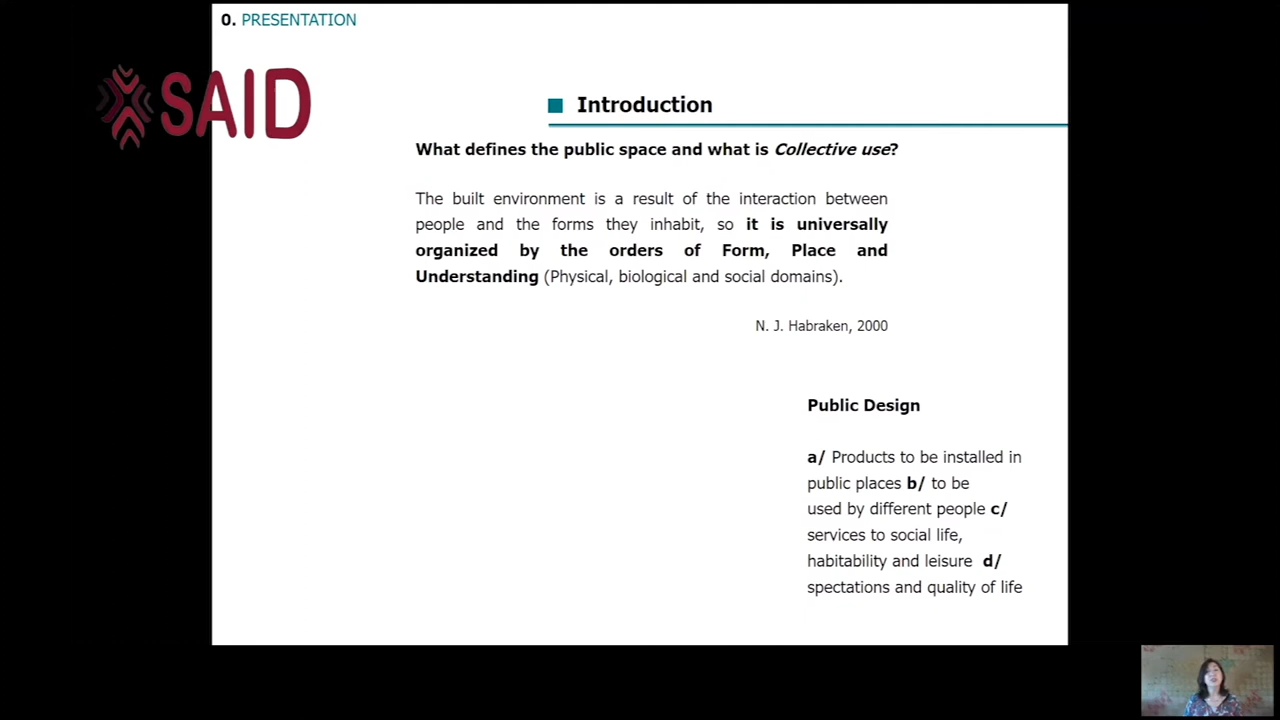 0. PRESENTATION
SAID
Introduction
What defines the public space and what is Collective use?
The built environment is a result of the interaction between
people and the forms they inhabit, so it is universally
organized by the orders of Form, Place and
Understanding (Physical, biological and social domains).
N. J. Habraken, 2000
Public Design
a/ Products to be installed in
public places b/ to be
used by different people c/
services to social life,
habitability and leisure d/
spectations and quality of life